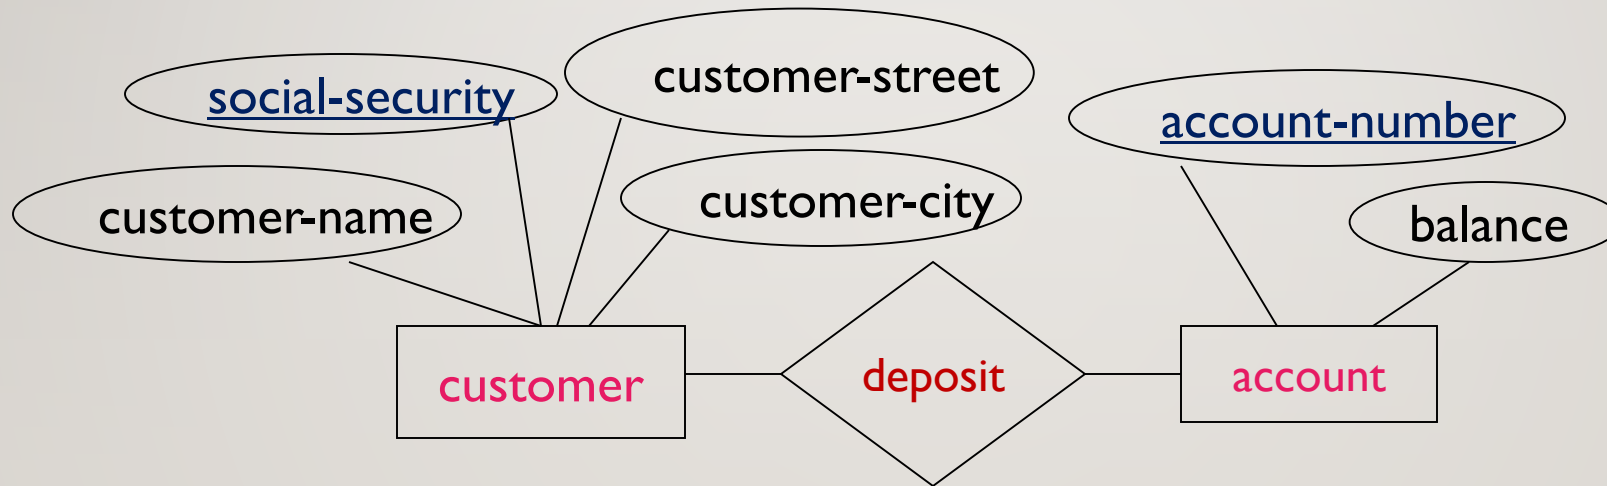 customer-street
social-security
account-number
customer-city
customer-name
balance
customer
deposit
account